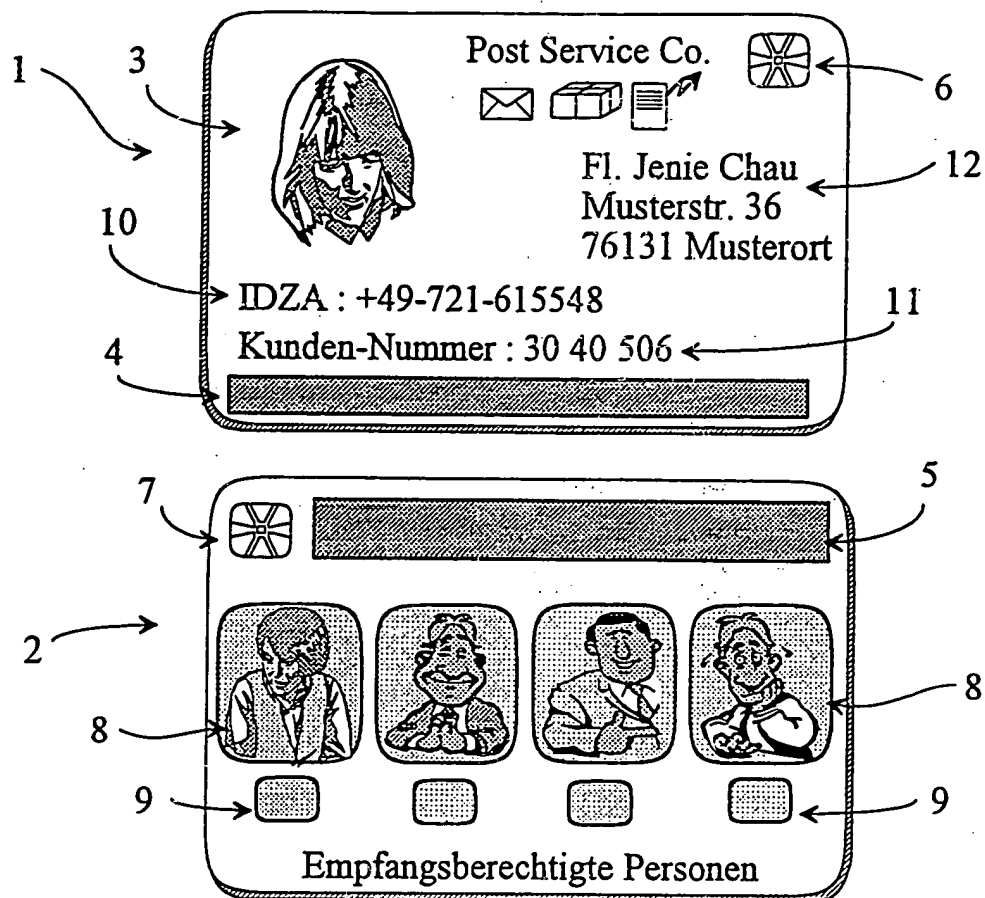 1
3
Post Service Co.
6
Fl. Jenie Chau
12
Musterstr. 36
76131 Musterort
10
IDZA : +49-721-615548
11
Kunden-Nummer : 30 40 506
4
7
5
2
8
8
9
9
Empfangsberechtigte Personen